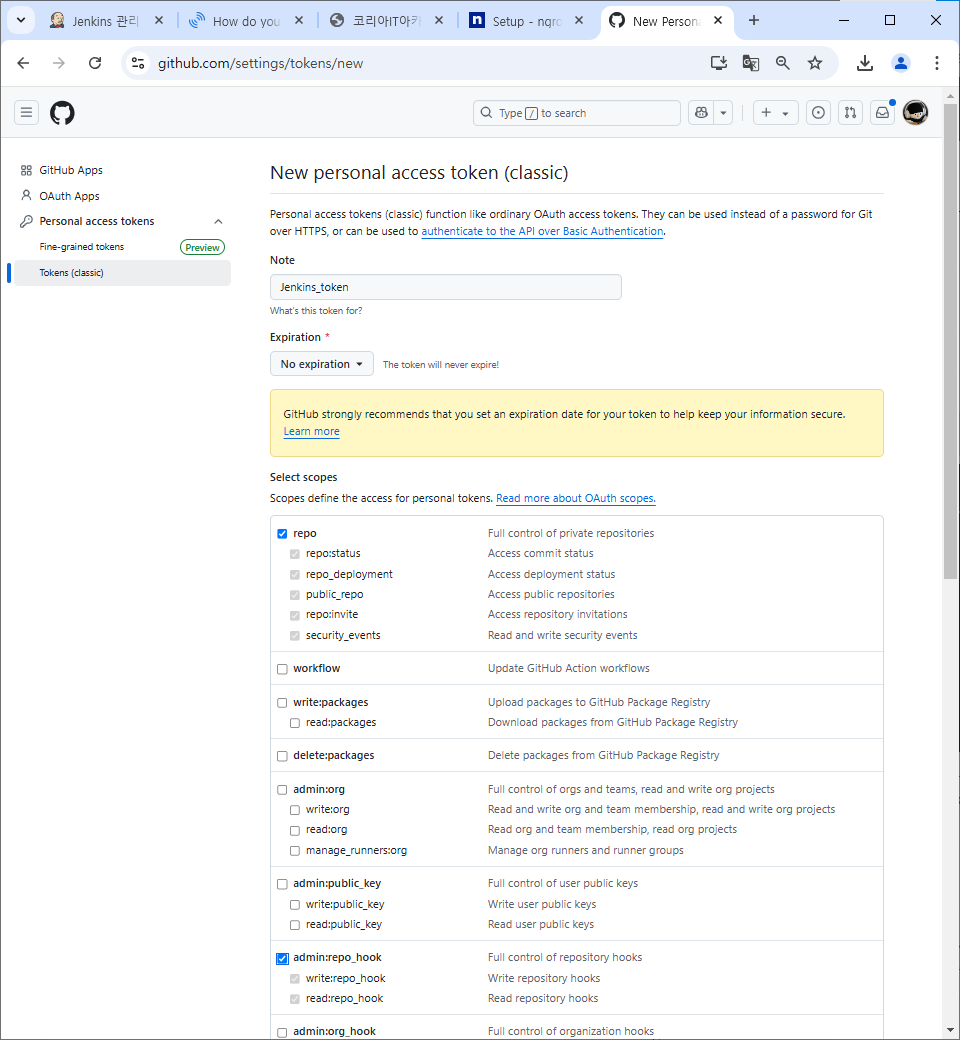 Jenkins 관리
How do you
코리아IT아카
Setup - ngro
New Persona
github.com/settings/tokens/new
Type / to search
GitHub Apps
OAuth Apps
Personal access tokens
Fine-grained tokens
Preview
Tokens (classic)
New personal access token (classic)
Personal access tokens (classic) function like ordinary OAuth access tokens. They can be used instead of a password for Git
over HTTPS, or can be used to authenticate to the API over Basic Authentication.
Note
Jenkins_token
What's this token for?
Expiration *
No expiration
The token will never expire!
GitHub strongly recommends that you set an expiration date for your token to help keep your information secure.
Learn more
Select scopes
Scopes define the access for personal tokens. Read more about OAuth scopes.
repo Full control of private repositories
repo:status Access commit status
repo_deployment Access deployment status
public_repo Access public repositories
repo:invite Access repository invitations
security_events Read and write security events
workflow Update GitHub Action workflows
write:packages Upload packages to GitHub Package Registry
read:packages Download packages from GitHub Package Registry
delete:packages Delete packages from GitHub Package Registry
admin:org Full control of orgs and teams, read and write org projects
write:org Read and write org and team membership, read and write org projects
read:org Read org and team membership, read org projects
manage_runners:org Manage org runners and runner groups
admin:public_key Full control of user public keys
write:public_key Write user public keys
read:public_key Read user public keys
admin:repo_hook Full control of repository hooks
write:repo_hook Write repository hooks
read:repo_hook Read repository hooks
admin:org_hook Full control of organization hooks